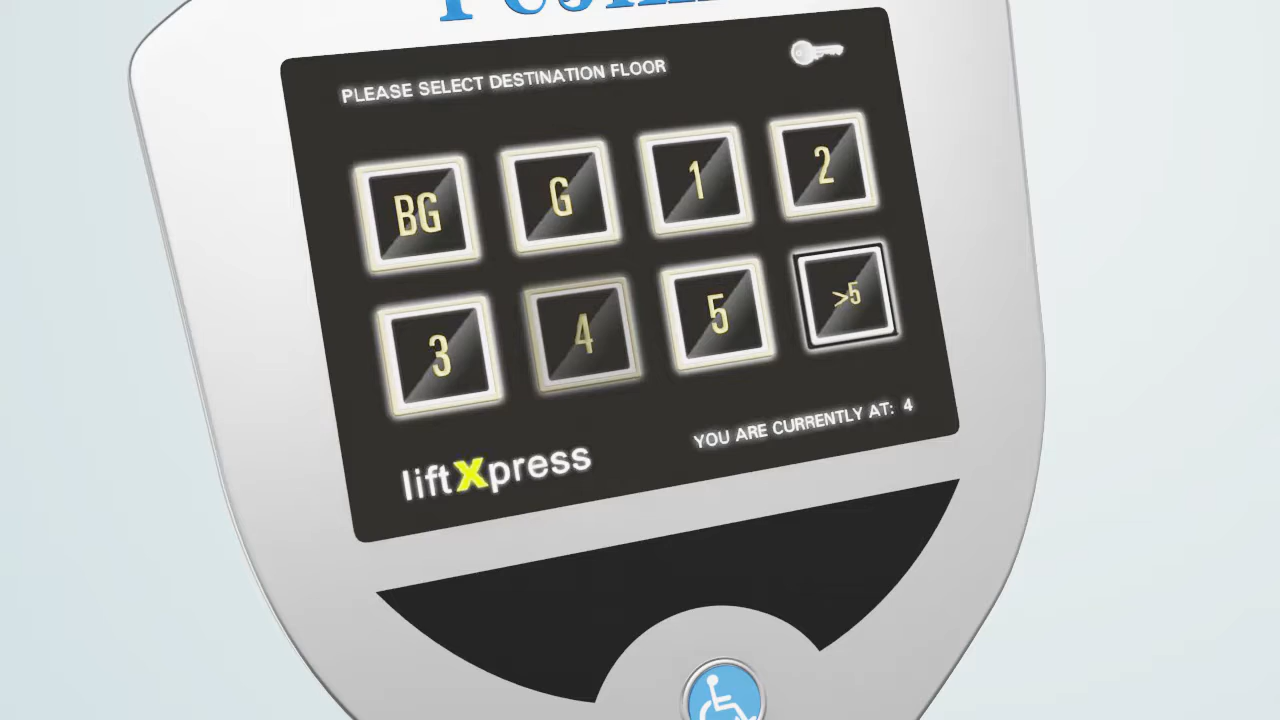 PLEASE SELECT DESTINATION FLOOR
BG G 1 2
3 4 5 >5
YOU ARE CURRENTLY AT: 4
liftXpress